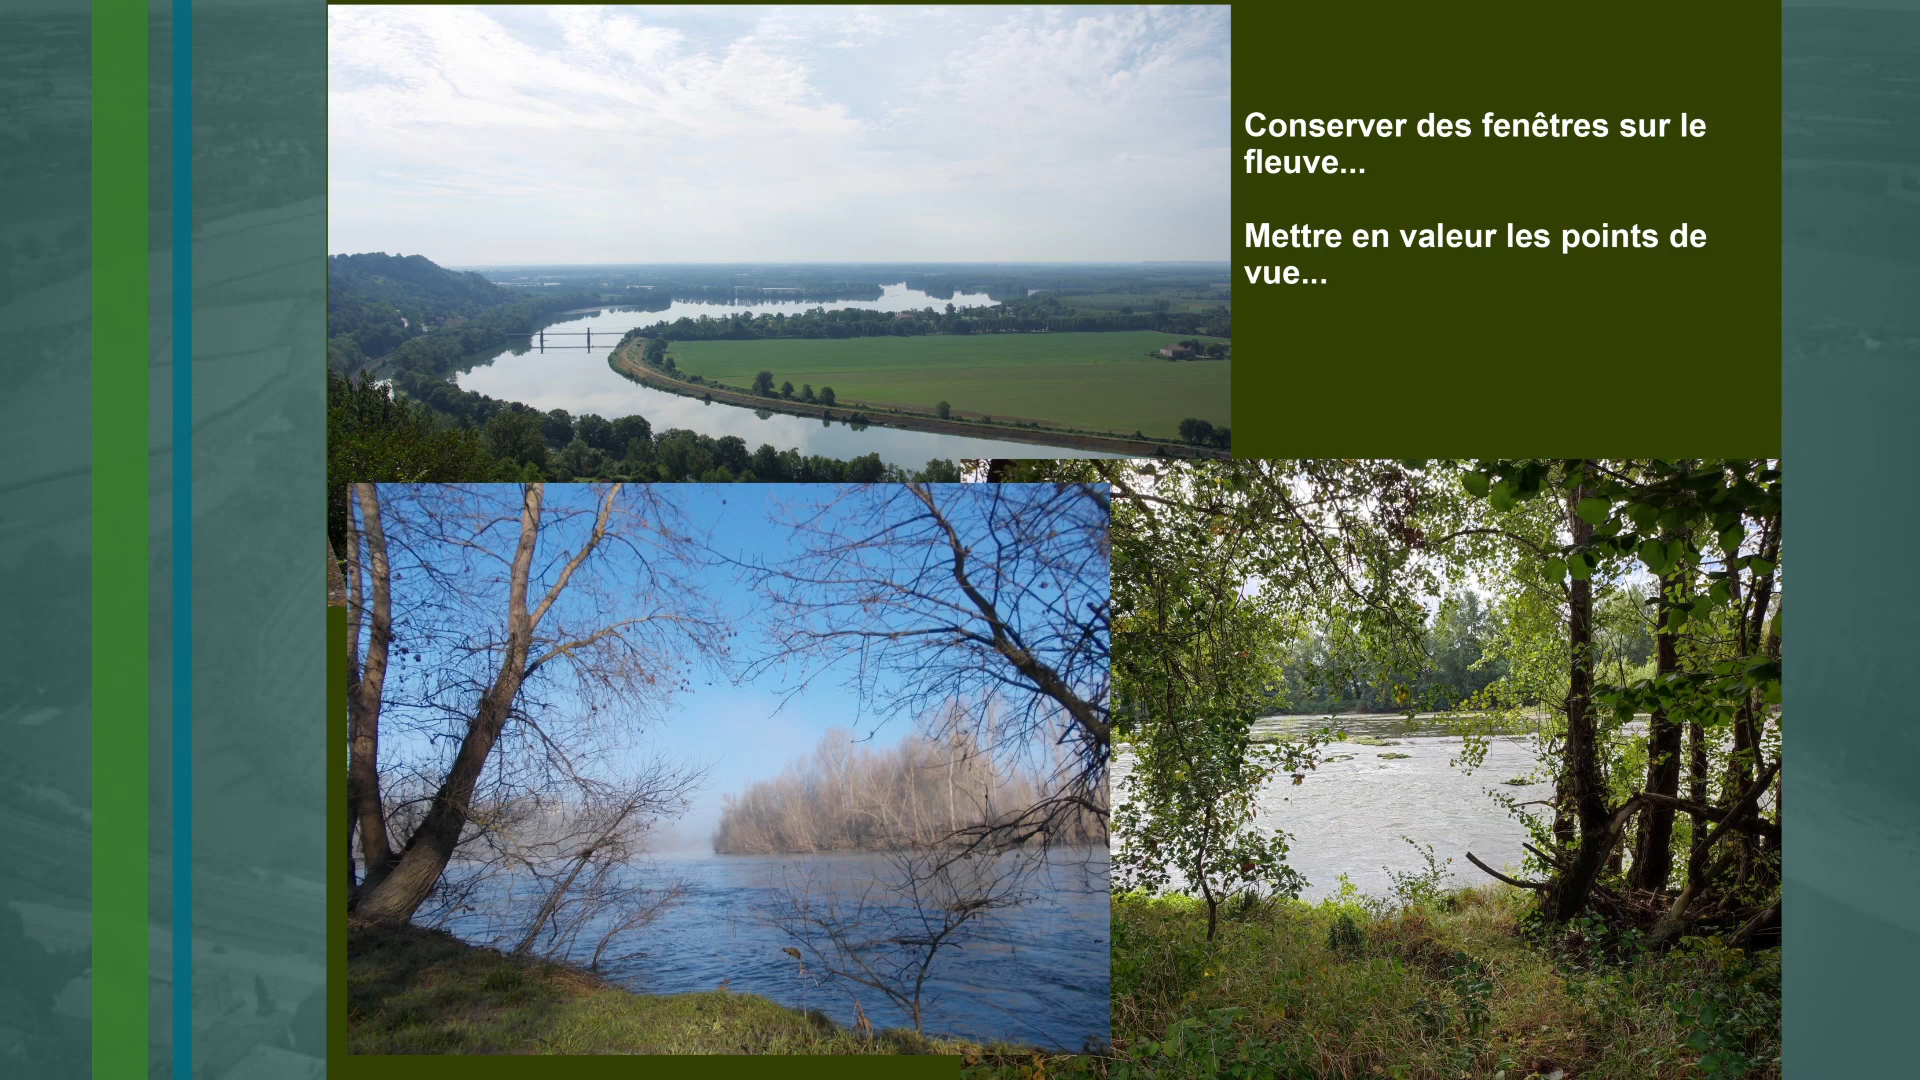 Conserver des fenêtres sur le
fleuve...
Mettre en valeur les points de
vue...